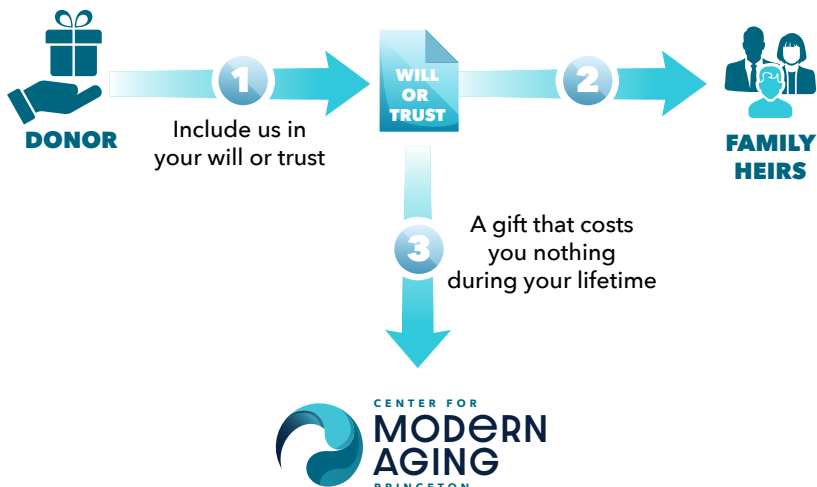 1
2
WILL
OR
TRUST
DONOR
Include us in
your will or trust
FAMILY
HEIRS
3
A gift that costs
you nothing
during your lifetime
CENTER FOR
MODERN
AGING
PRINCETON